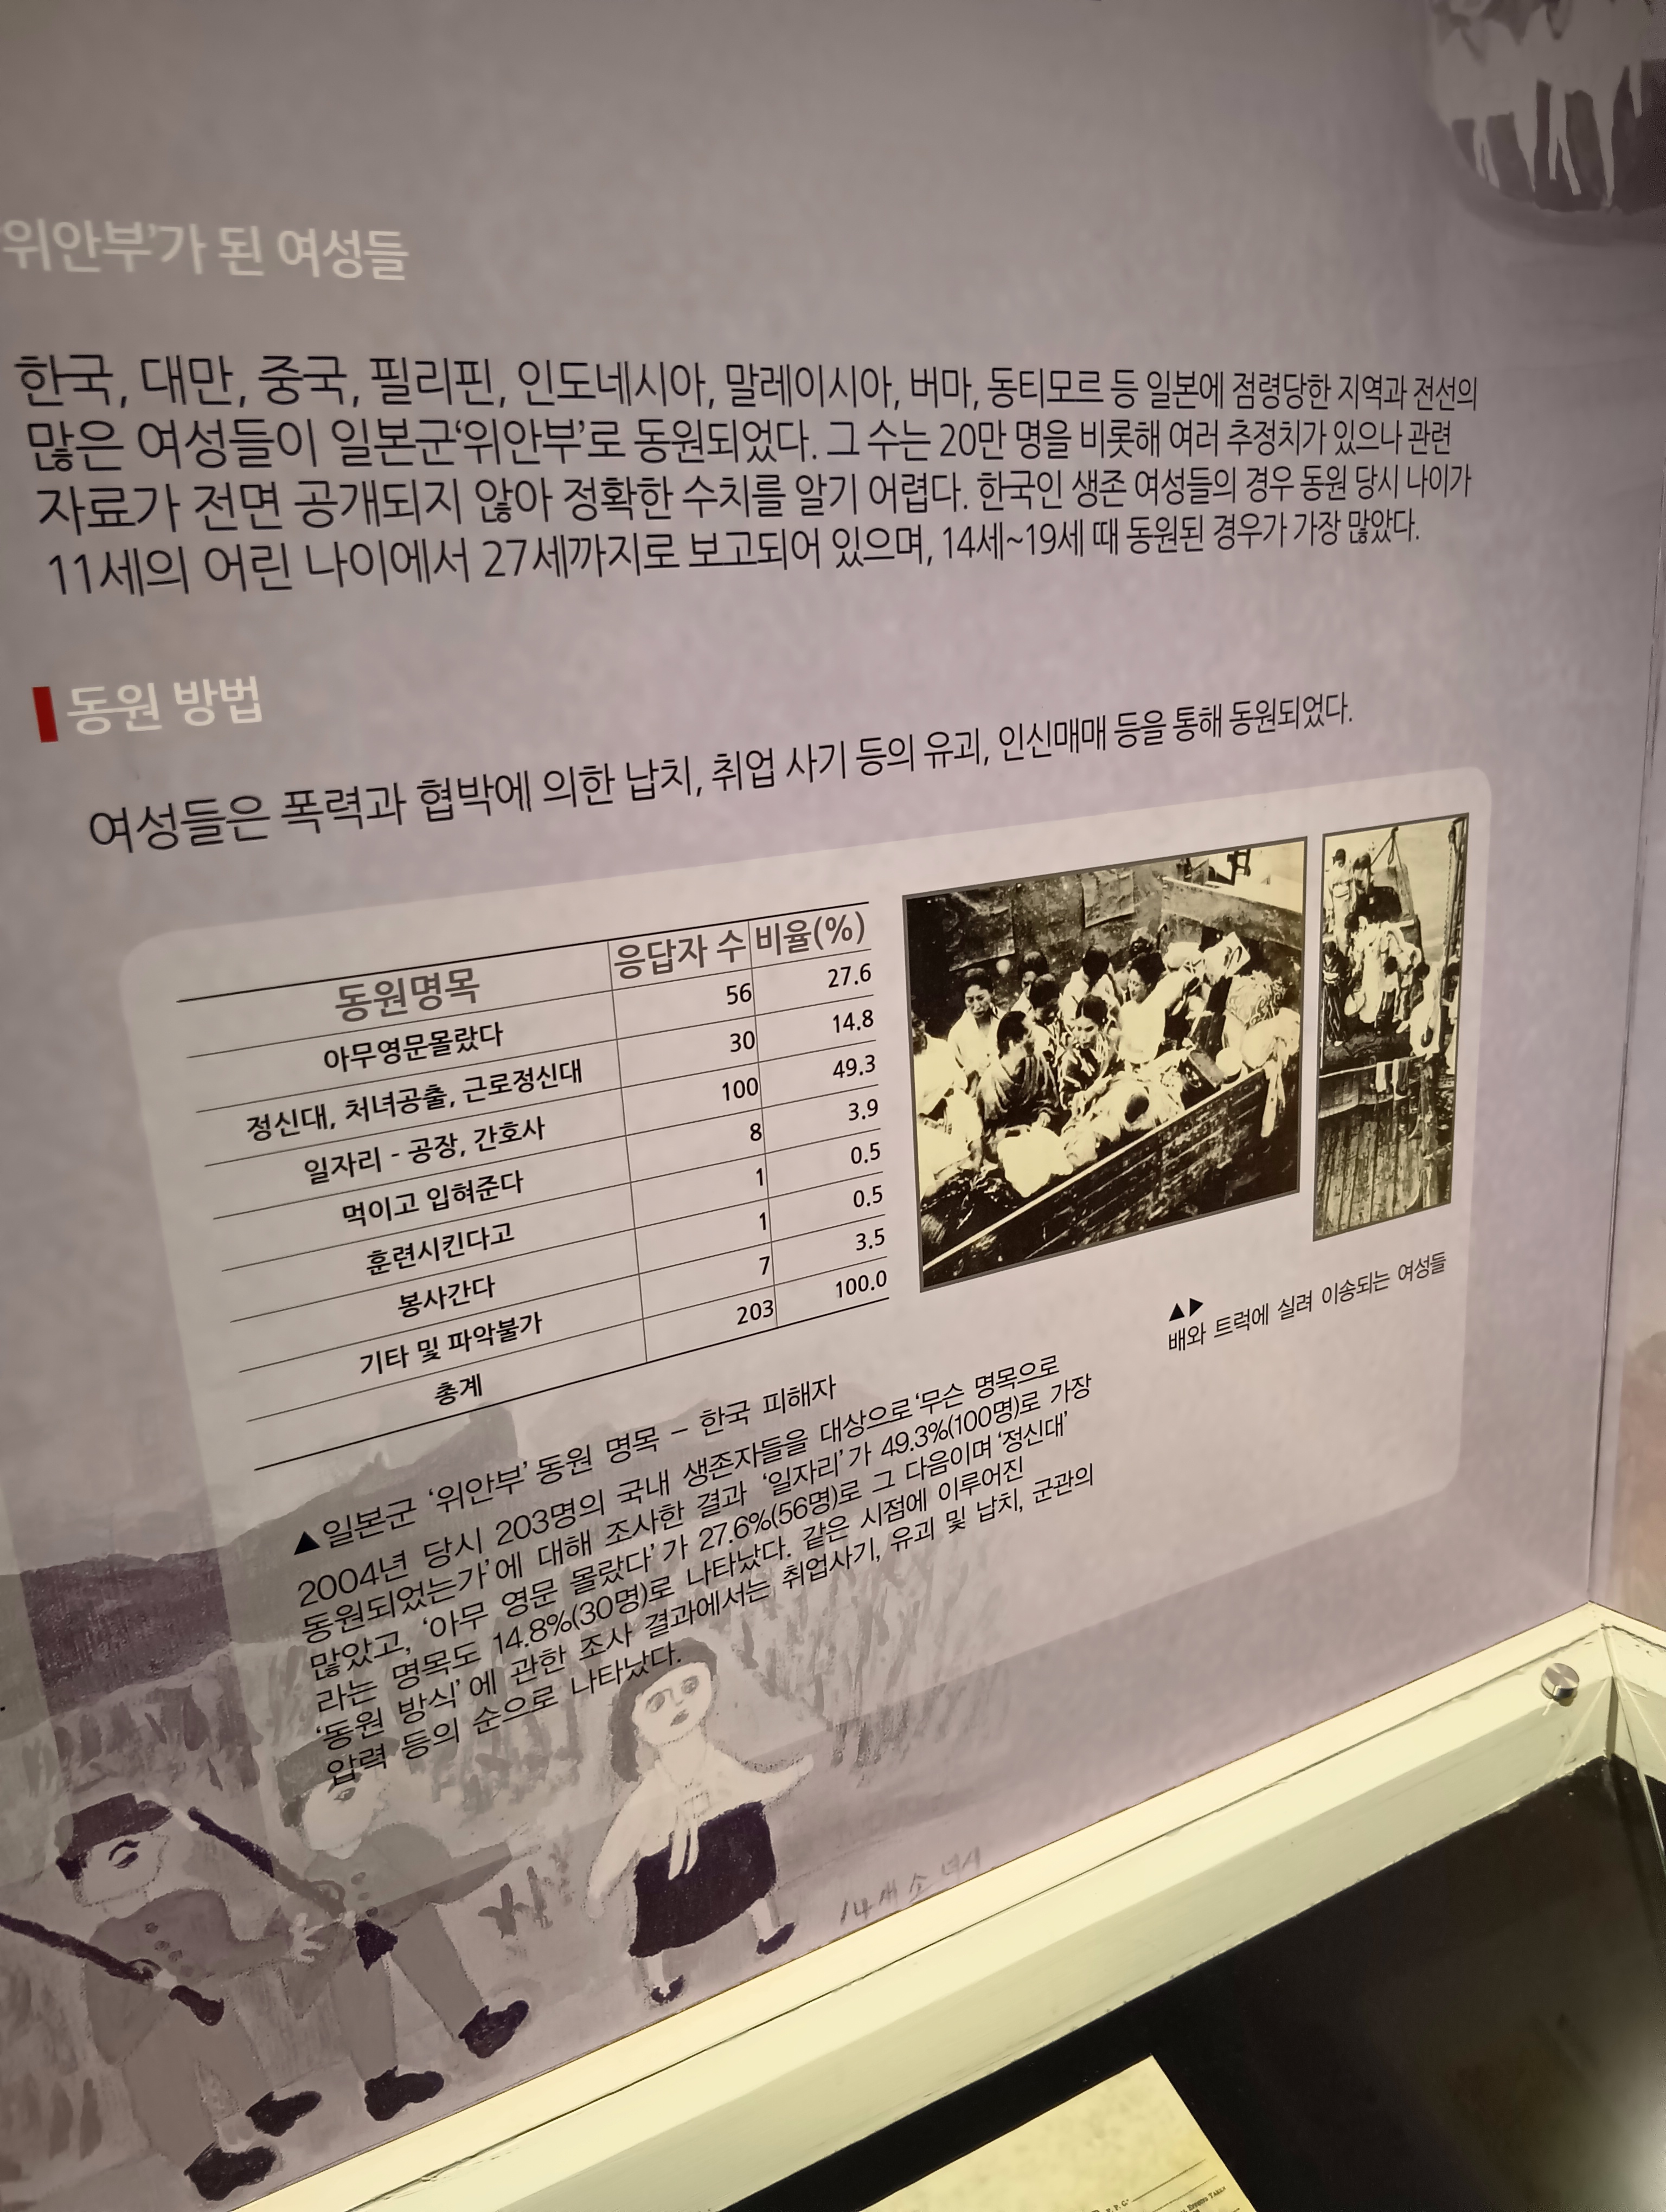 '위안부'가 된 여성들
한국, 대만, 중국, 필리핀, 인도네시아, 말레이시아, 버마, 동티모르 등 일본에 점령당한 지역과 전선의
많은 여성들이 일본군'위안부'로 동원되었다. 그 수는 20만 명을 비롯해 여러 추정치가 있으나 관련
자료가 전면 공개되지 않아 정확한 수치를 알기 어렵다. 한국인 생존 여성들의 경우 동원 당시 나이가
11세의 어린 나이에서 27세까지로 보고되어 있으며, 14세~19세 때 동원된 경우가 가장 많았다.
동원 방법
여성들은 폭력과 협박에 의한 납치, 취업 사기 등의 유괴, 인신매매 등을 통해 동원되었다.
동원명목 응답자 수 비율(%)
아무영문몰랐다 56 27.6
정신대, 처녀공출, 근로정신대 30 14.8
일자리 - 공장, 간호사 100 49.3
먹이고 입혀준다 8 3.9
훈련시킨다고 1 0.5
봉사간다 1 0.5
기타 및 파악불가 7 3.5
총계 203 100.0
▲▶
배와 트럭에 실려 이송되는 여성들
▲일본군 '위안부' 동원 명목 - 한국 피해자
2004년 당시 203명의 국내 생존자들을 대상으로 '무슨 명목으로
동원되었는가'에 대해 조사한 결과 '일자리'가 49.3%(100명)로 가장
많았고, '아무 영문 몰랐다'가 27.6%(56명)로 그 다음이며 '정신대'
라는 명목도 14.8%(30명)로 나타났다. 같은 시점에 이루어진
'동원 방식'에 관한 조사 결과에서는 취업사기, 유괴 및 납치, 군관의
압력 등의 순으로 나타났다.
14세 소녀시